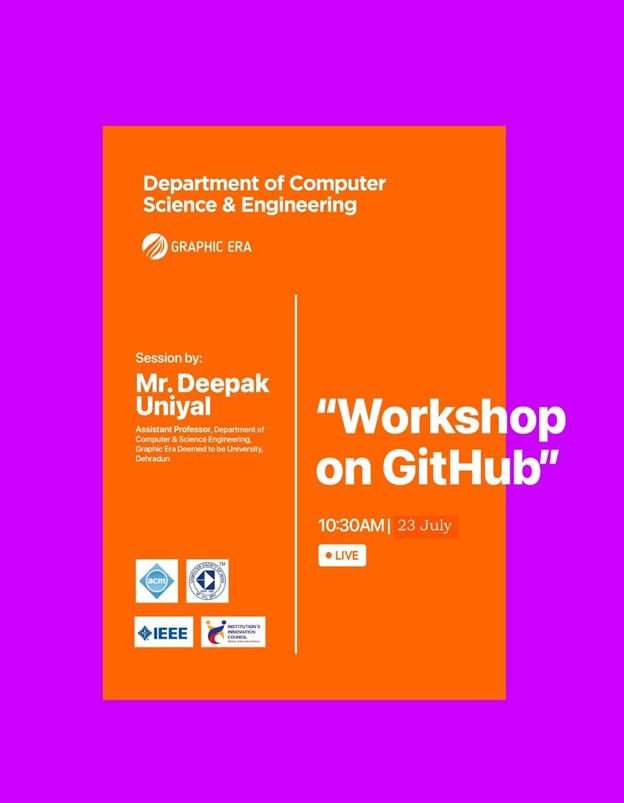 Department of Computer
Science & Engineering
GRAPHIC ERA
Session by:
Mr. Deepak
Uniyal
Assistant Professor, Department of
Computer & Science Engineering,
Graphic Era Deemed to be University,
Dehradun
“Workshop
on GitHub”
10:30AM | 23 July
LIVE
acm
TM
IEEE
INSTITUTION'S
INNOVATION
COUNCIL